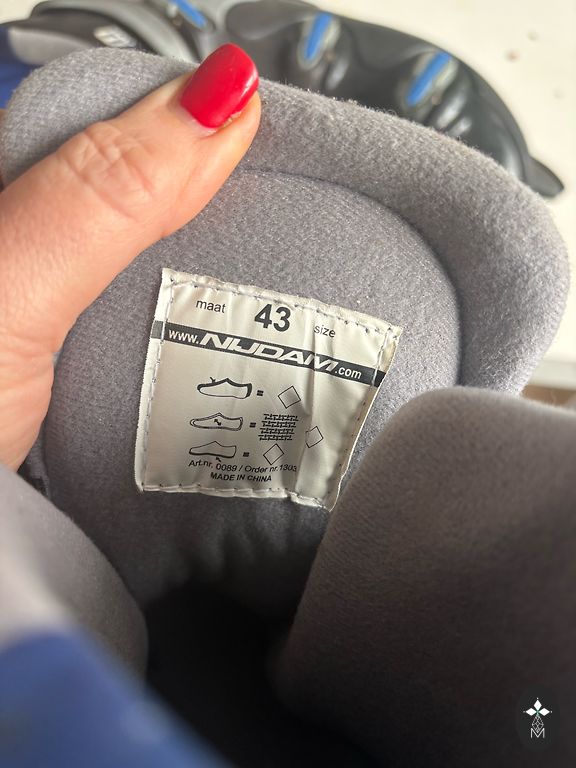 maat 43 size
www.NIJDAM.com
=
=
=
Art.nr. 0089 / Order nr.1303
MADE IN CHINA
M